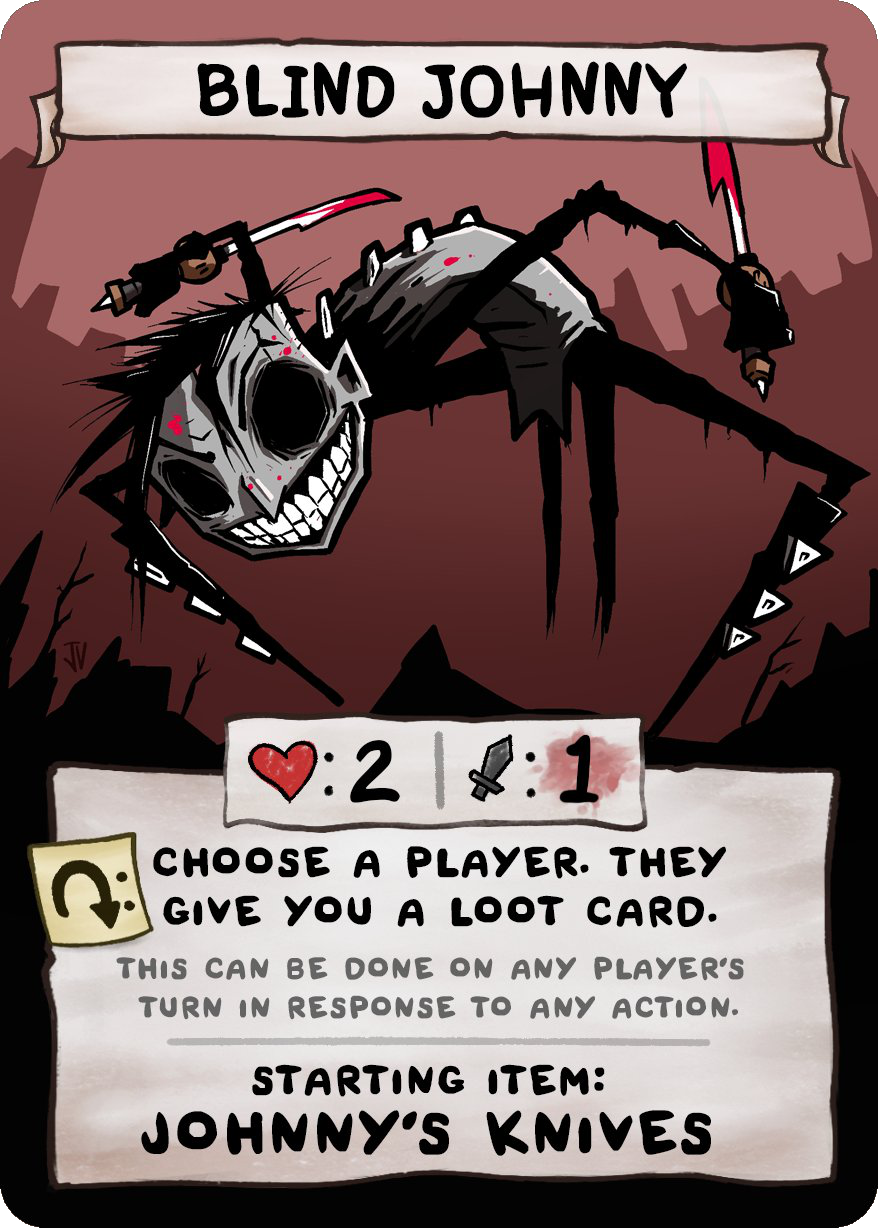 BLIND JOHNNY
JV
: 2 | : 1
: CHOOSE A PLAYER. THEY
GIVE YOU A LOOT CARD.
THIS CAN BE DONE ON ANY PLAYER'S
TURN IN RESPONSE TO ANY ACTION.
STARTING ITEM:
JOHNNY'S KNIVES